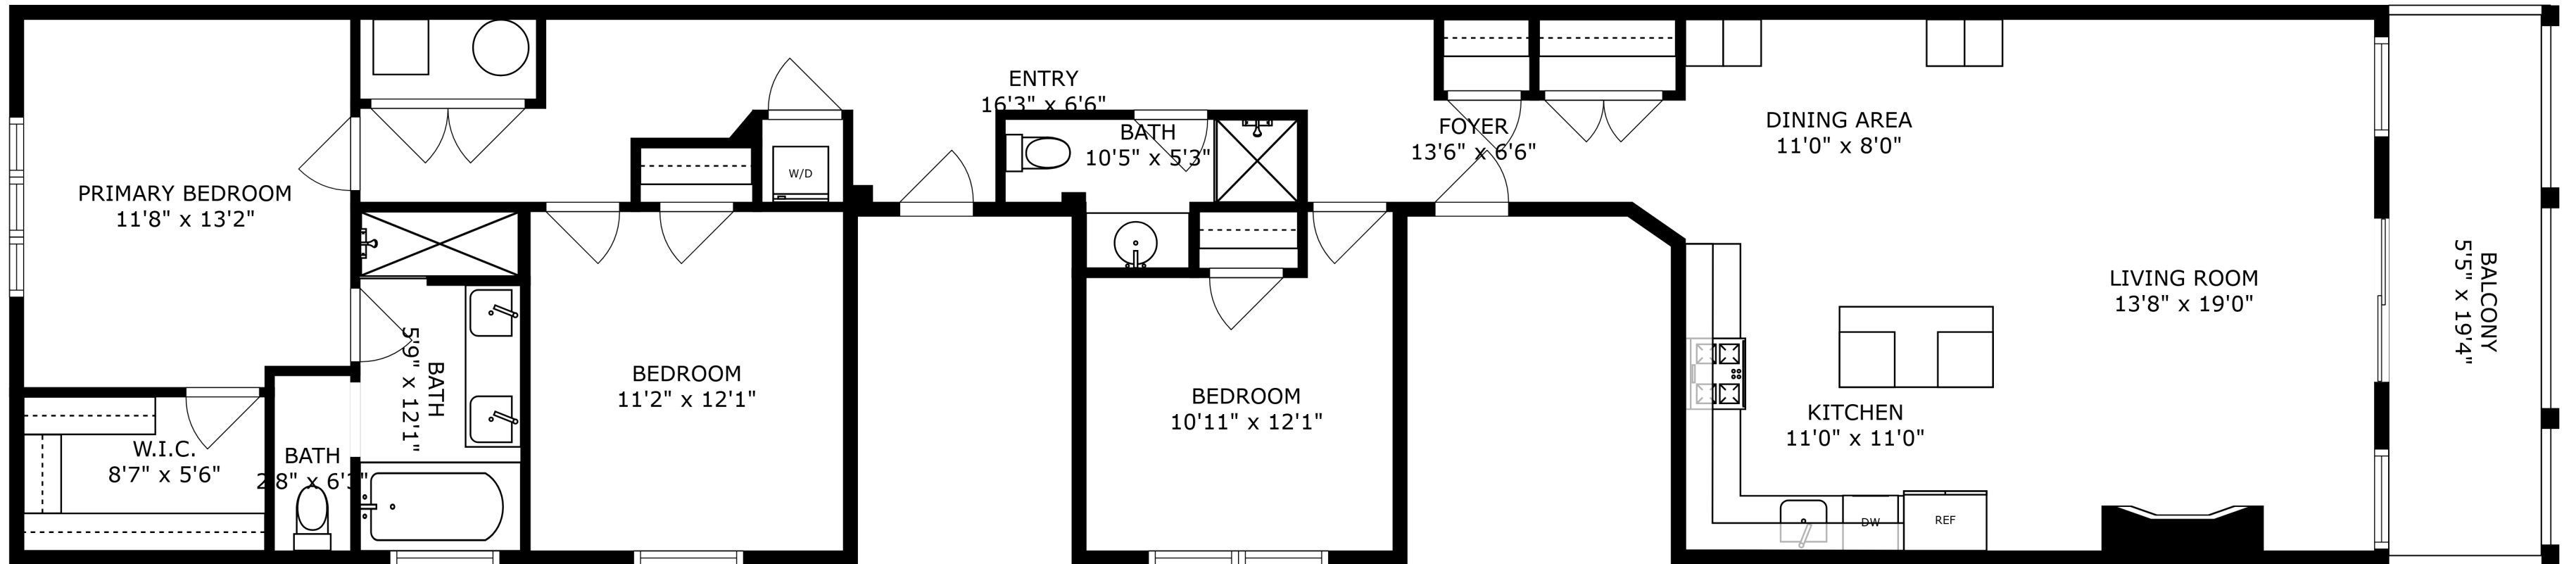 PRIMARY BEDROOM
11'8" x 13'2"
W.I.C.
8'7" x 5'6"
BATH
2'8" x 6'3"
BATH
5'9" x 12'1"
BEDROOM
11'2" x 12'1"
W/D
ENTRY
16'3" x 6'6"
BATH
10'5" x 5'3"
BEDROOM
10'11" x 12'1"
FOYER
13'6" x 6'6"
DINING AREA
11'0" x 8'0"
KITCHEN
11'0" x 11'0"
DW
REF
LIVING ROOM
13'8" x 19'0"
BALCONY
5'5" x 19'4"